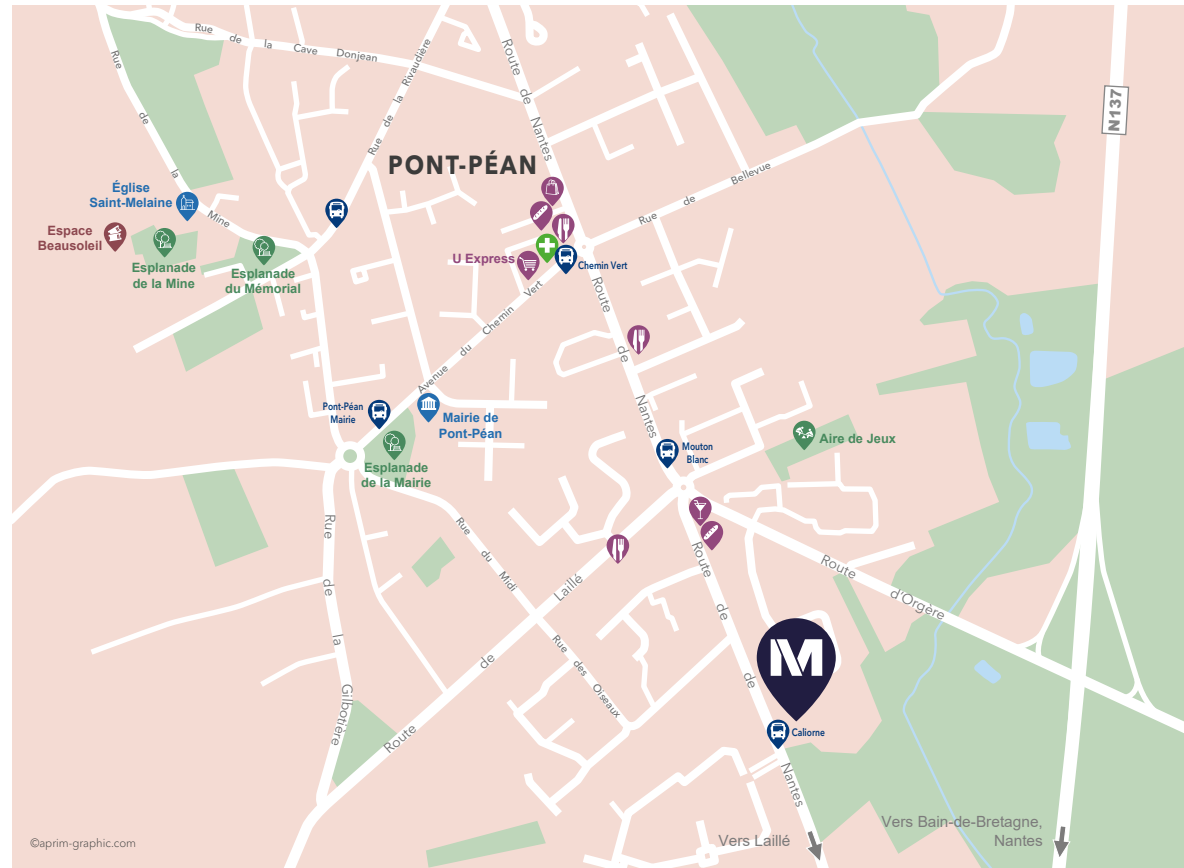 Rue de la Cave Donjean
Rue de la Mine
Rue de la Rivaudière
Route de Nantes
N137
PONT-PÉAN
Rue de Bellevue
Église
Saint-Melaine
Espace
Beausoleil
Esplanade
de la Mine
Esplanade
du Mémorial
U Express
Chemin Vert
Avenue du Chemin Vert
Route de Nantes
Pont-Péan
Mairie
Mairie de
Pont-Péan
Esplanade
de la Mairie
Mouton
Blanc
Aire de Jeux
Rue de la Gilbotière
Rue du Midi
Rue des Oiseaux
Route de Laillé
Route d'Orgère
Route de Nantes
M
Caliorne
Vers Laillé
Vers Bain-de-Bretagne,
Nantes
©aprim-graphic.com